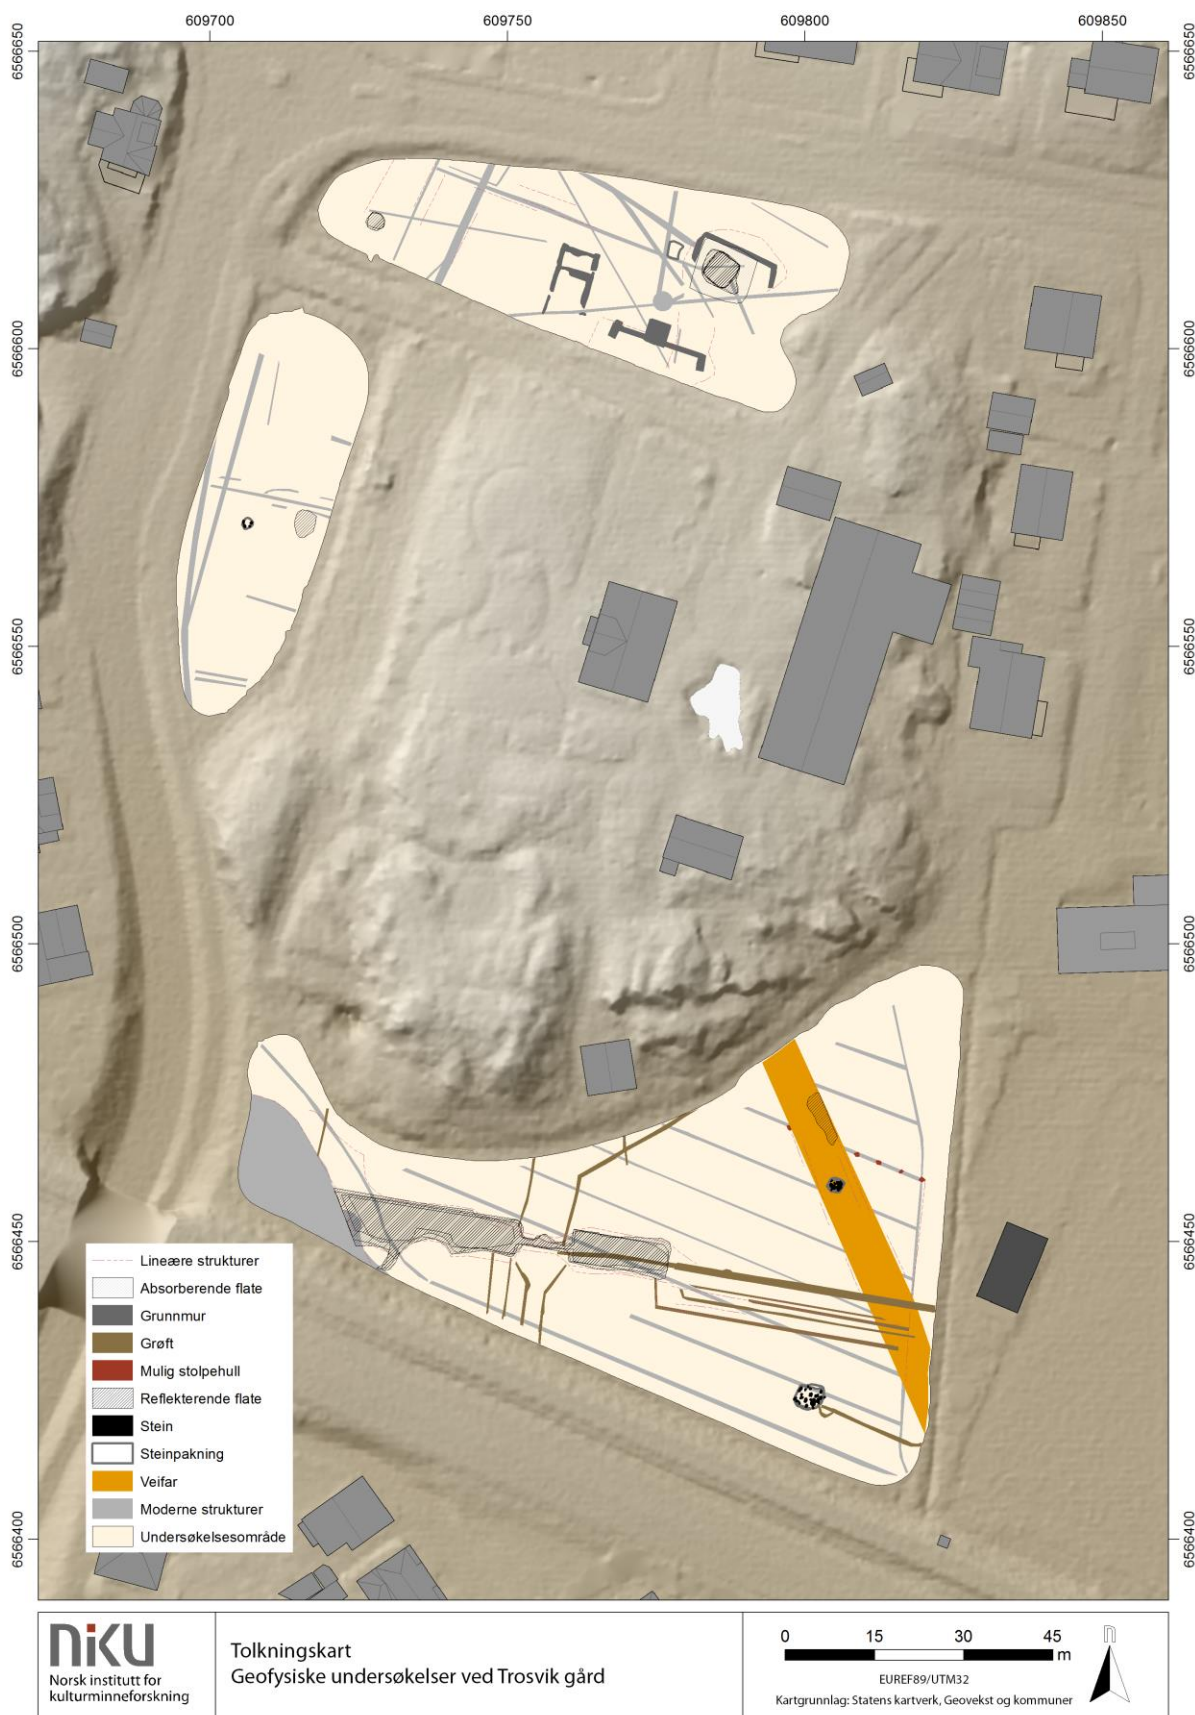 609700
609750
609800
609850
6566650
6566650
6566600
6566600
6566550
6566550
6566500
6566500
6566450
6566450
6566400
6566400
Lineære strukturer
Absorberende flate
Grunnmur
Grøft
Mulig stolpehull
Reflekterende flate
Stein
Steinpakning
Veifar
Moderne strukturer
Undersøkelsesområde
niku
Norsk institutt for
kulturminneforskning
Tolkningskart
Geofysiske undersøkelser ved Trosvik gård
0 15 30 45
m
EUREF89/UTM32
Kartgrunnlag: Statens kartverk, Geovekst og kommuner
n